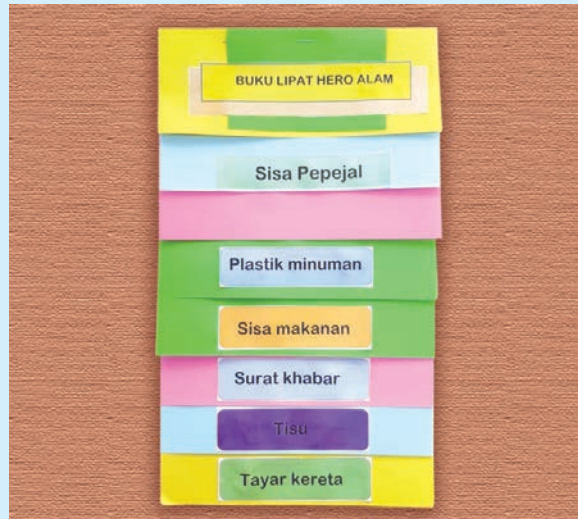 BUKU LIPAT HERO ALAM
Sisa Pepejal
Plastik minuman
Sisa makanan
Surat khabar
Tisu
Tayar kereta